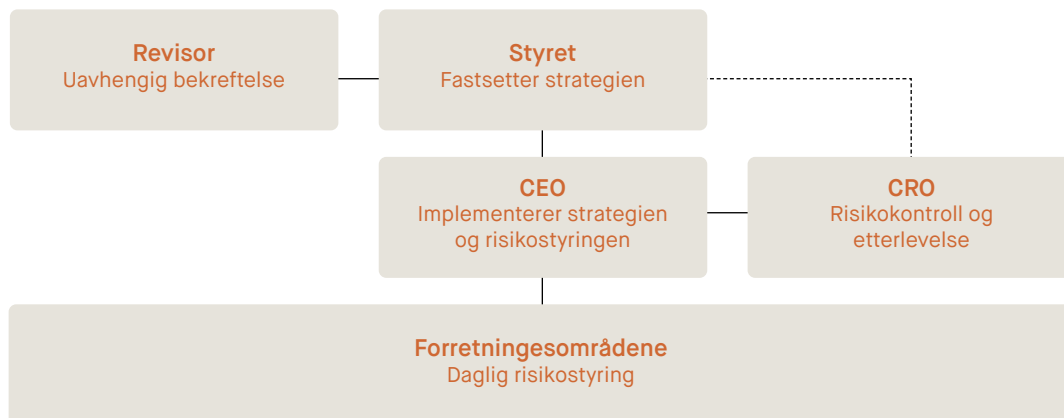 Revisor
Uavhengig bekreftelse
Styret
Fastsetter strategien
CEO
Implementerer strategien
og risikostyringen
CRO
Risikokontroll og
etterlevelse
Forretningesområdene
Daglig risikostyring